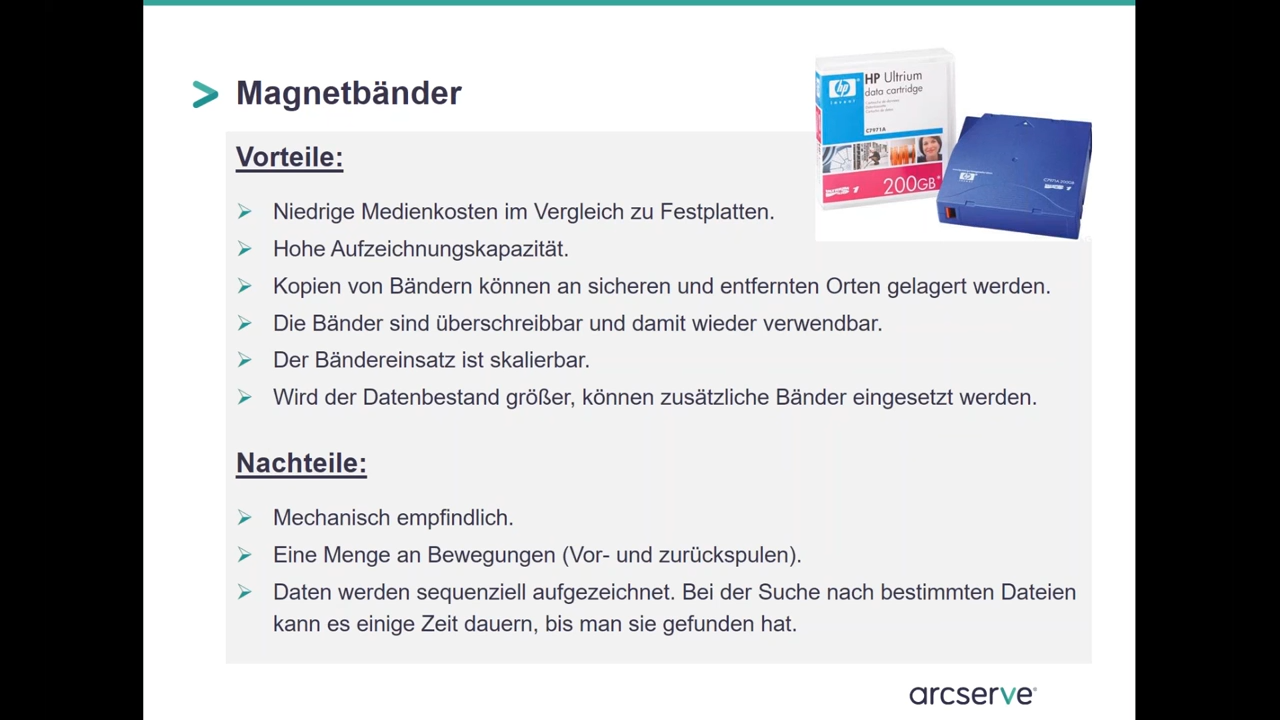 Magnetbänder
HP Ultrium
data cartridge
hp
invent
C7971A
200GB
Vorteile:
Niedrige Medienkosten im Vergleich zu Festplatten.
Hohe Aufzeichnungskapazität.
Kopien von Bändern können an sicheren und entfernten Orten gelagert werden.
Die Bänder sind überschreibbar und damit wieder verwendbar.
Der Bändereinsatz ist skalierbar.
Wird der Datenbestand größer, können zusätzliche Bänder eingesetzt werden.
Nachteile:
Mechanisch empfindlich.
Eine Menge an Bewegungen (Vor- und zurückspulen).
Daten werden sequenziell aufgezeichnet. Bei der Suche nach bestimmten Dateien
kann es einige Zeit dauern, bis man sie gefunden hat.
arcserve